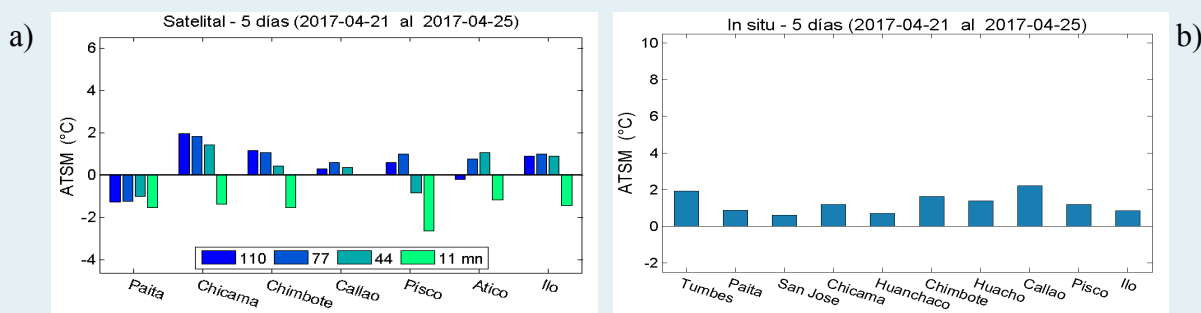 a)
Satelital - 5 días (2017-04-21 al 2017-04-25)
ATSM (°C)
6
4
2
0
-2
-4
110 77 44 11 mn
Paita Chicama Chimbote Callao Pisco Atico Ilo
b)
In situ - 5 días (2017-04-21 al 2017-04-25)
ATSM (°C)
10
8
6
4
2
0
-2
Tumbes Paita San Jose Chicama Huanchaco Chimbote Huacho Callao Pisco Ilo